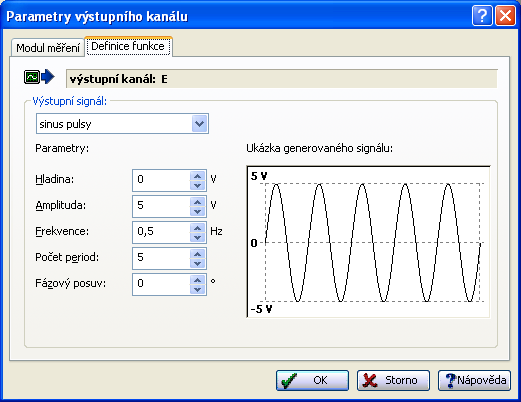 Parametry výstupního kanálu
Modul měření
Definice funkce
výstupní kanál: E
Výstupní signál:
sinus pulsy
Parametry:
Ukázka generovaného signálu:
Hladina: 0 V
Amplituda: 5 V
Frekvence: 0,5 Hz
Počet period: 5
Fázový posuv: 0 °
5 V
0
-5 V
OK
Storno
Nápověda